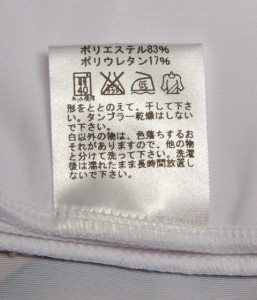 ポリエステル83%
ポリウレタン17%
40
ネット使用
形をととのえて、干して下さ
い。タンブラー乾燥はしない
で下さい。
白以外の物は、色落ちするお
それがありますので、他の物
と分けて洗って下さい。洗濯
後は濡れたまま長時間放置し
ないで下さい。